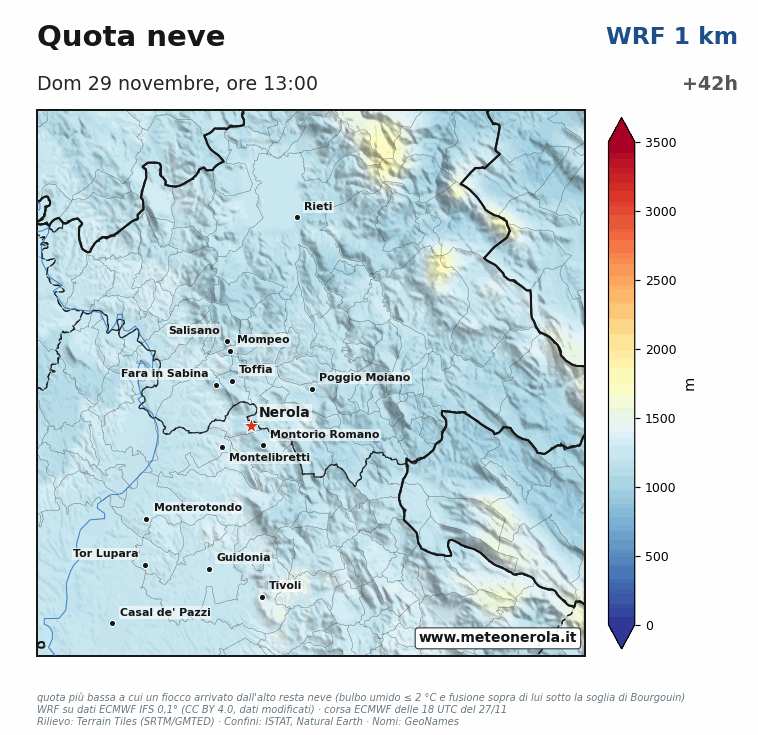 Quota neve
WRF 1 km
Dom 29 novembre, ore 13:00
+42h
Rieti
Salisano
Mompeo
Fara in Sabina
Toffia
Poggio Moiano
Nerola
Montorio Romano
Montelibretti
Monterotondo
Tor Lupara
Guidonia
Tivoli
Casal de' Pazzi
www.meteonerola.it
3500
3000
2500
2000
1500
1000
500
0
m
quota più bassa a cui un fiocco arrivato dall'alto resta neve (bulbo umido ≤ 2 °C e fusione sopra di lui sotto la soglia di Bourgouin)
WRF su dati ECMWF IFS 0,1° (CC BY 4.0, dati modificati) · corsa ECMWF delle 18 UTC del 27/11
Rilievo: Terrain Tiles (SRTM/GMTED) · Confini: ISTAT, Natural Earth · Nomi: GeoNames